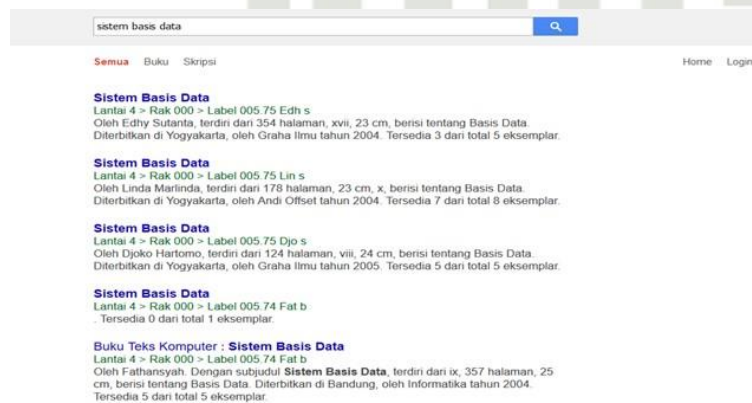 sistem basis data
Semua Buku Skripsi Home Login
Sistem Basis Data
Lantai 4 > Rak 000 > Label 005.75 Edh s
Oleh Edhy Sutanta, terdiri dari 354 halaman, xvii, 23 cm, berisi tentang Basis Data.
Diterbitkan di Yogyakarta, oleh Graha Ilmu tahun 2004. Tersedia 3 dari total 5 eksemplar.
Sistem Basis Data
Lantai 4 > Rak 000 > Label 005.75 Lin s
Oleh Linda Marlinda, terdiri dari 178 halaman, 23 cm, x, berisi tentang Basis Data.
Diterbitkan di Yogyakarta, oleh Andi Offset tahun 2004. Tersedia 7 dari total 8 eksemplar.
Sistem Basis Data
Lantai 4 > Rak 000 > Label 005.75 Djo s
Oleh Djoko Hartomo, terdiri dari 124 halaman, viii, 24 cm, berisi tentang Basis Data.
Diterbitkan di Yogyakarta, oleh Graha Ilmu tahun 2005. Tersedia 5 dari total 5 eksemplar.
Sistem Basis Data
Lantai 4 > Rak 000 > Label 005.74 Fat b
. Tersedia 0 dari total 1 eksemplar.
Buku Teks Komputer : Sistem Basis Data
Lantai 4 > Rak 000 > Label 005.74 Fat b
Oleh Fathansyah. Dengan subjudul Sistem Basis Data, terdiri dari ix, 357 halaman, 25
cm, berisi tentang Basis Data. Diterbitkan di Bandung, oleh Informatika tahun 2004.
Tersedia 5 dari total 5 eksemplar.